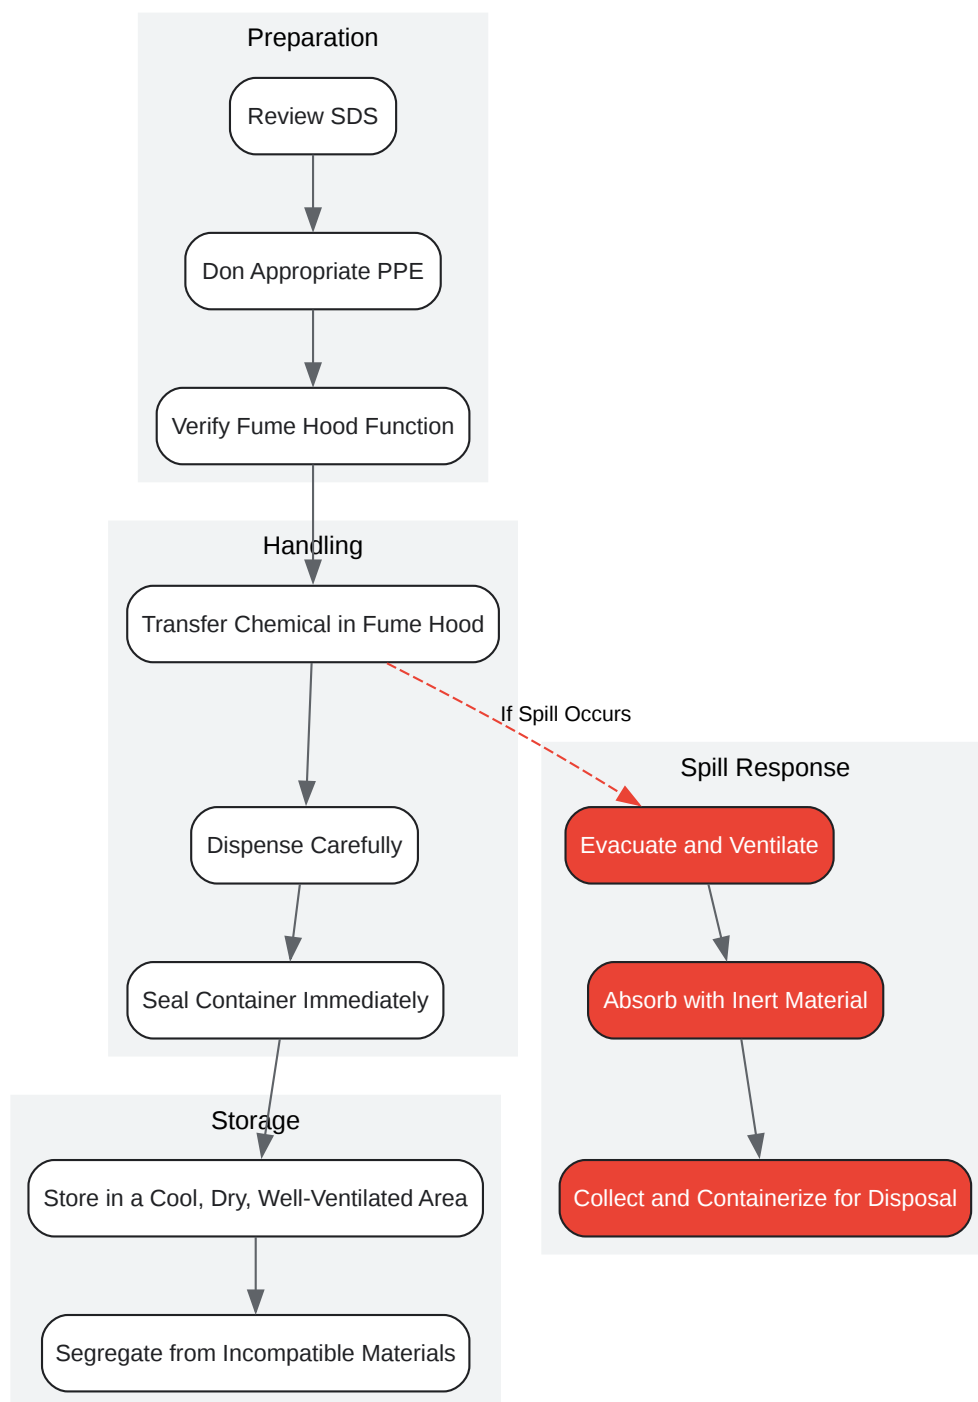 Preparation
Review SDS
Don Appropriate PPE
Verify Fume Hood Function
Handling
Transfer Chemical in Fume Hood
If Spill Occurs
Dispense Carefully
Seal Container Immediately
Spill Response
Evacuate and Ventilate
Absorb with Inert Material
Collect and Containerize for Disposal
Storage
Store in a Cool, Dry, Well-Ventilated Area
Segregate from Incompatible Materials